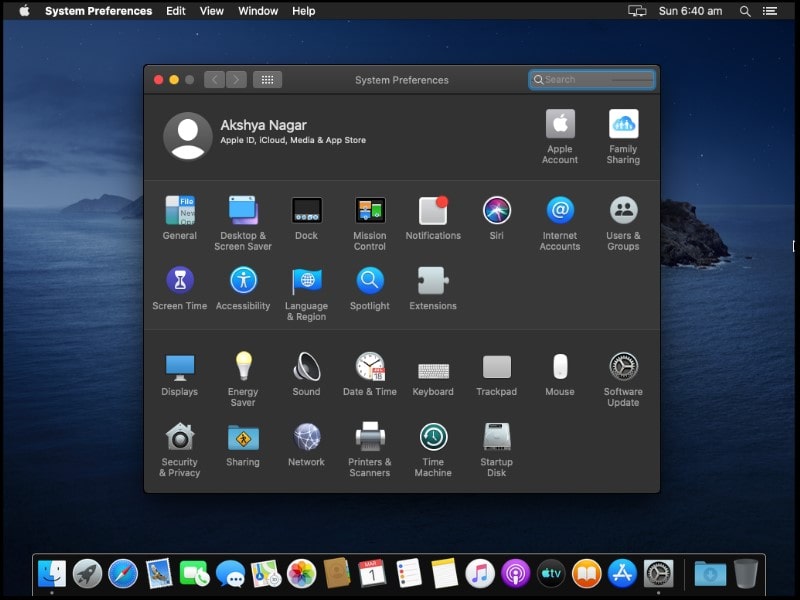 System Preferences Edit View Window Help Sun 6:40 am
System Preferences Search
Akshya Nagar
Apple ID, iCloud, Media & App Store
Apple Account
Family Sharing
File
New
General
Desktop & Screen Saver
Dock
Mission Control
Notifications
Siri
Internet Accounts
Users & Groups
Screen Time
Accessibility
Language & Region
Spotlight
Extensions
Displays
Energy Saver
Sound
Date & Time
Keyboard
Trackpad
Mouse
Software Update
Security & Privacy
Sharing
Network
Printers & Scanners
Time Machine
Startup Disk
1
tv